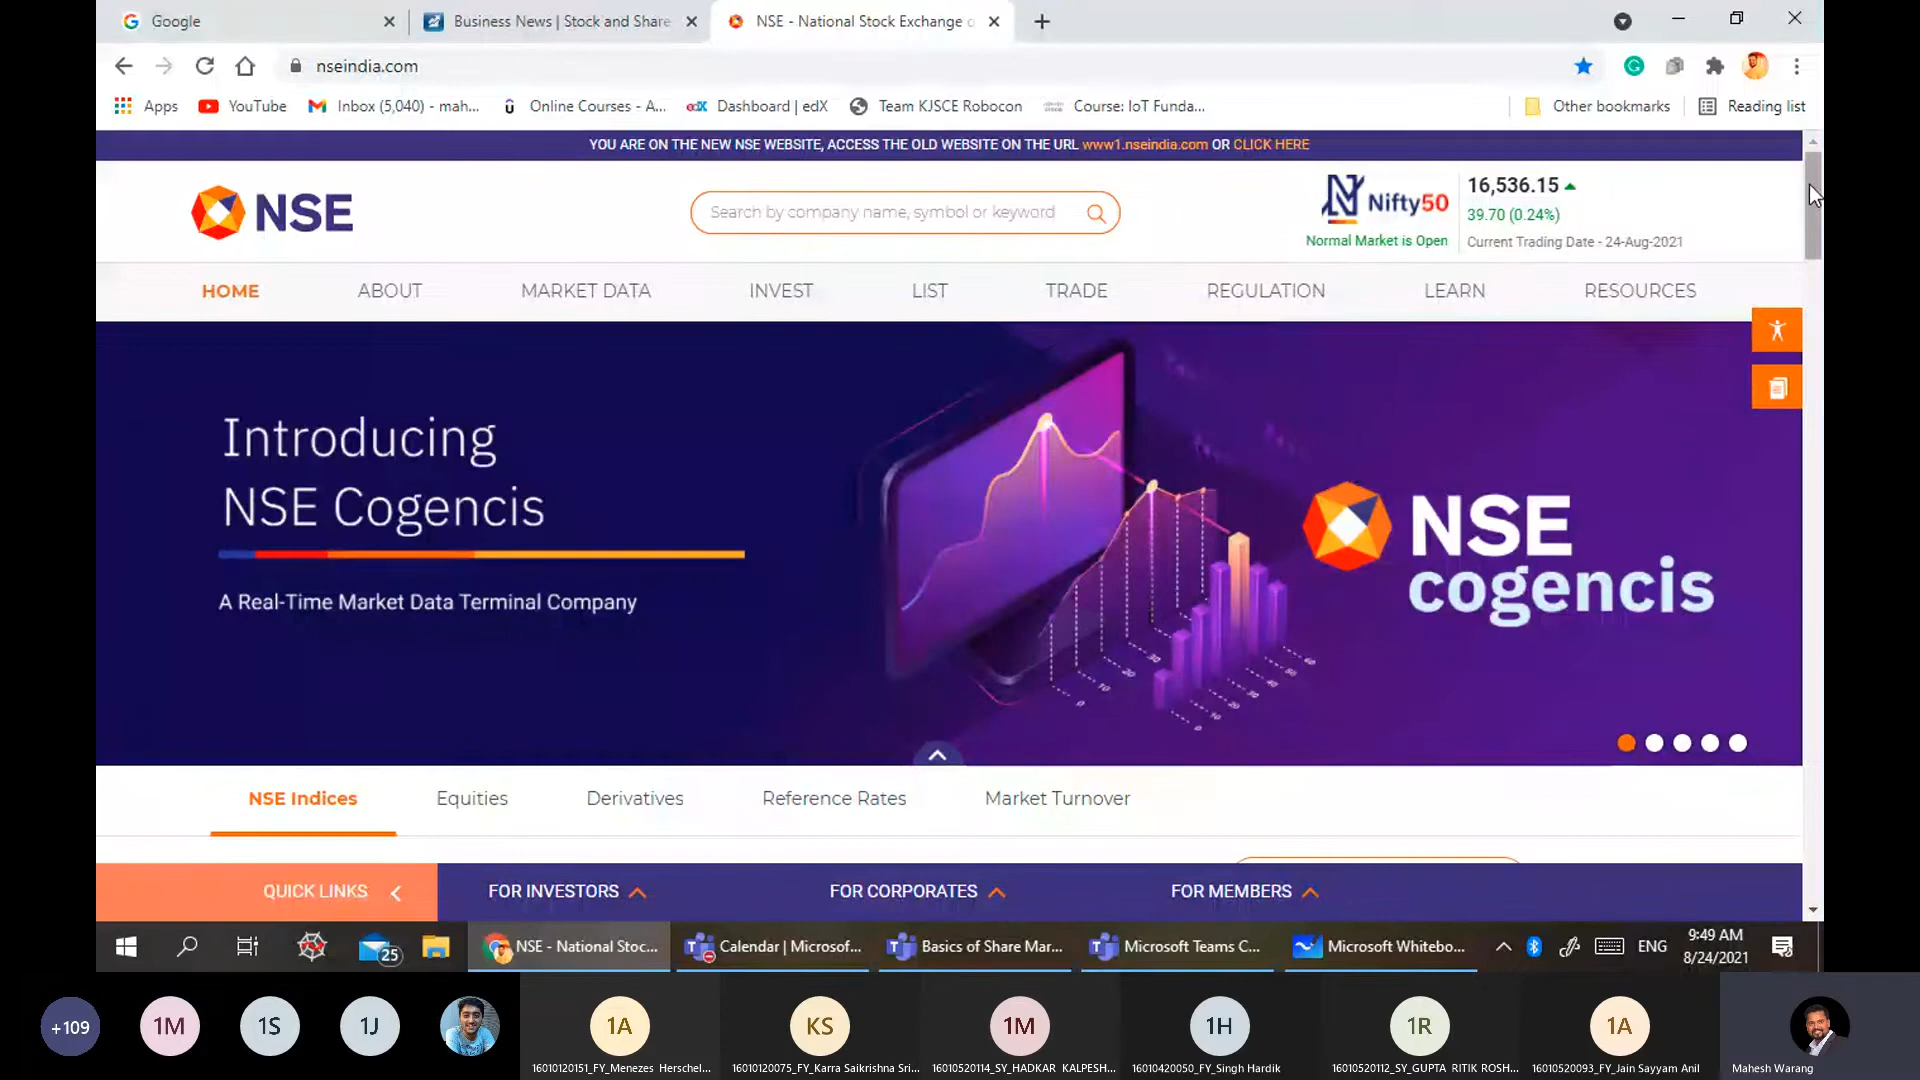 Google
Business News | Stock and Share
NSE - National Stock Exchange o
nseindia.com
Apps
YouTube
Inbox (5,040) - mah...
Online Courses - A...
edX Dashboard | edX
Team KJSCE Robocon
Course: IoT Funda...
Other bookmarks
Reading list
YOU ARE ON THE NEW NSE WEBSITE, ACCESS THE OLD WEBSITE ON THE URL www1.nseindia.com OR CLICK HERE
NSE
Search by company name, symbol or keyword
Nifty50
Normal Market is Open
16,536.15
39.70 (0.24%)
Current Trading Date - 24-Aug-2021
HOME ABOUT MARKET DATA INVEST LIST TRADE REGULATION LEARN RESOURCES
Introducing
NSE Cogencis
A Real-Time Market Data Terminal Company
NSE
cogencis
NSE Indices Equities Derivatives Reference Rates Market Turnover
QUICK LINKS FOR INVESTORS FOR CORPORATES FOR MEMBERS
25
NSE - National Stoc...
Calendar | Microsof...
Basics of Share Mar...
Microsoft Teams C...
Microsoft Whitebo...
ENG
9:49 AM
8/24/2021
+109 1M 1S 1J 1A KS 1M 1H 1R 1A
16010120151_FY_Menezes Herschel...
16010120075_FY_Karra Saikrishna Sri...
16010520114_SY_HADKAR KALPESH...
16010420050_FY_Singh Hardik
16010520112_SY_GUPTA RITIK ROSH...
16010520093_FY_Jain Sayyam Anil
Mahesh Warang